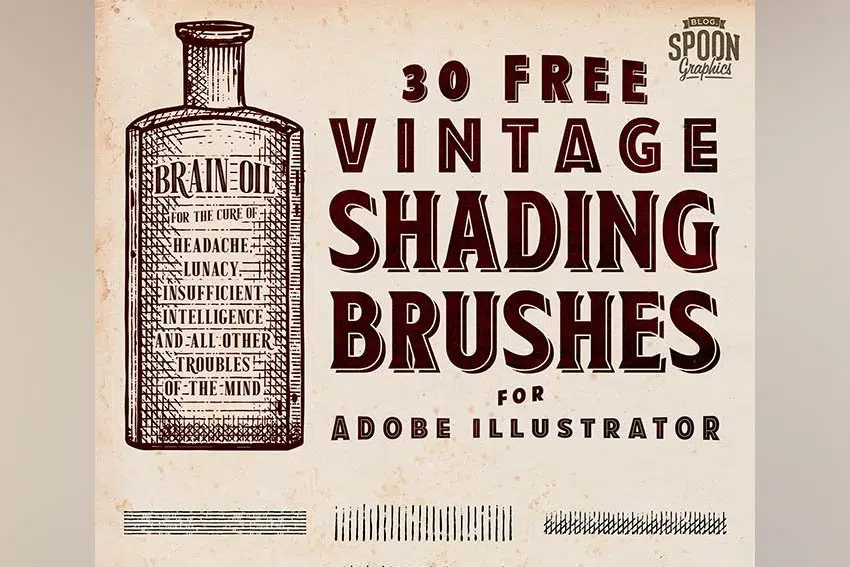 BLOG.
SPOON
Graphics
30 FREE
VINTAGE
SHADING
BRUSHES
FOR
ADOBE ILLUSTRATOR
BRAIN OIL
FOR THE CURE OF
HEADACHE,
LUNACY,
INSUFFICIENT
INTELLIGENCE
AND ALL OTHER
TROUBLES
OF THE MIND